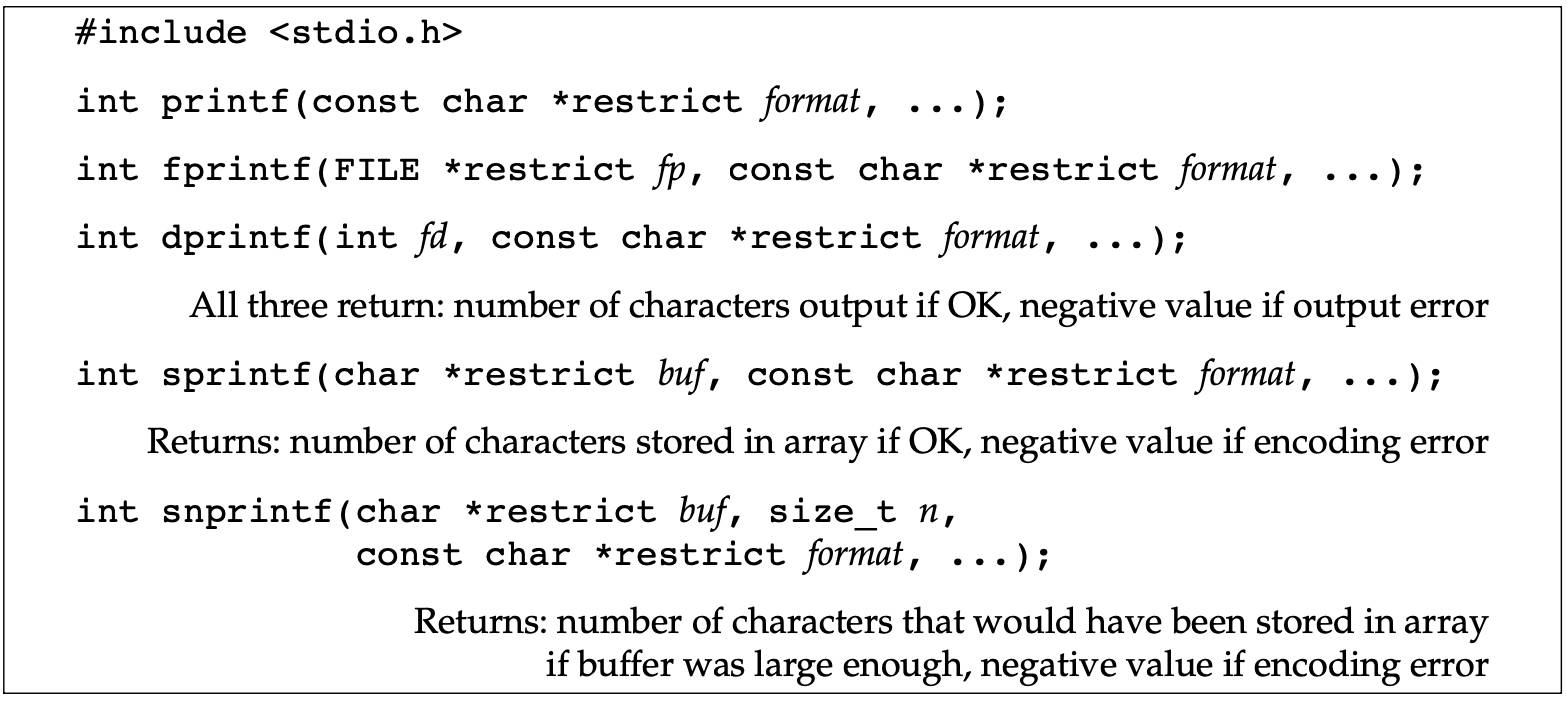 #include <stdio.h>
int printf(const char *restrict format, ...);
int fprintf(FILE *restrict fp, const char *restrict format, ...);
int dprintf(int fd, const char *restrict format, ...);
All three return: number of characters output if OK, negative value if output error
int sprintf(char *restrict buf, const char *restrict format, ...);
Returns: number of characters stored in array if OK, negative value if encoding error
int snprintf(char *restrict buf, size_t n,
const char *restrict format, ...);
Returns: number of characters that would have been stored in array
if buffer was large enough, negative value if encoding error